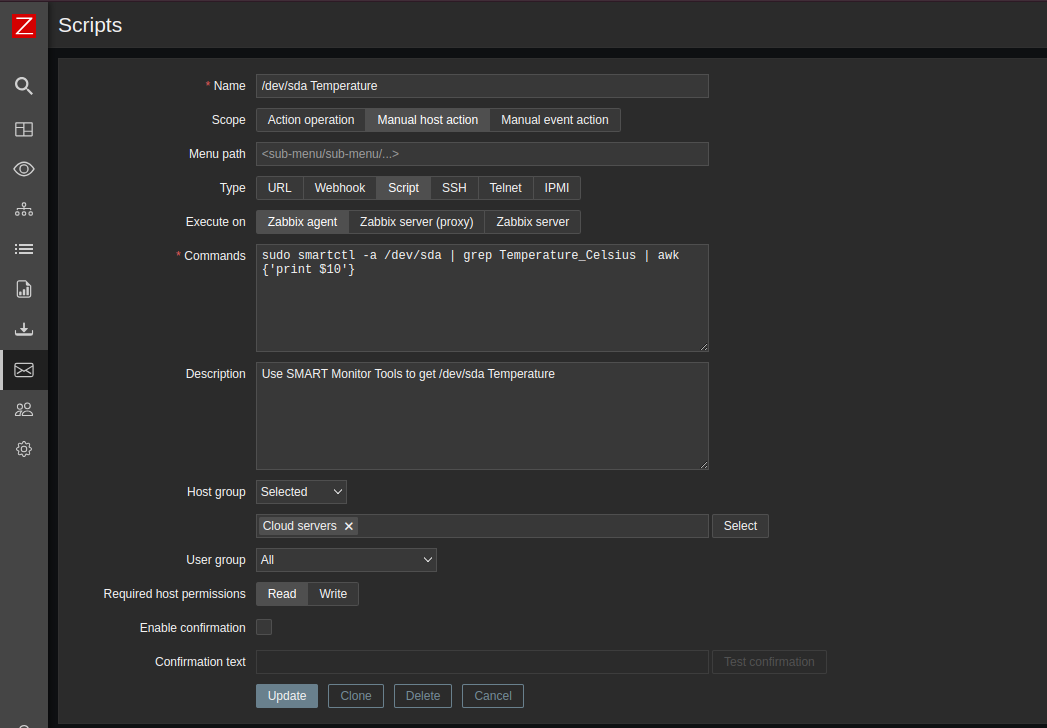 Z
Scripts
* Name /dev/sda Temperature
Scope Action operation Manual host action Manual event action
Menu path <sub-menu/sub-menu/...>
Type URL Webhook Script SSH Telnet IPMI
Execute on Zabbix agent Zabbix server (proxy) Zabbix server
* Commands sudo smartctl -a /dev/sda | grep Temperature_Celsius | awk
{'print $10'}
Description Use SMART Monitor Tools to get /dev/sda Temperature
Host group Selected
Cloud servers Select
User group All
Required host permissions Read Write
Enable confirmation
Confirmation text Test confirmation
Update Clone Delete Cancel